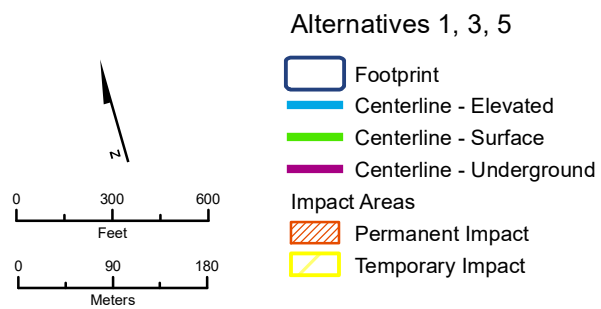 Alternatives 1, 3, 5
Footprint
Centerline - Elevated
Centerline - Surface
Centerline - Underground
Impact Areas
Permanent Impact
Temporary Impact
N
0 300 600
Feet
0 90 180
Meters